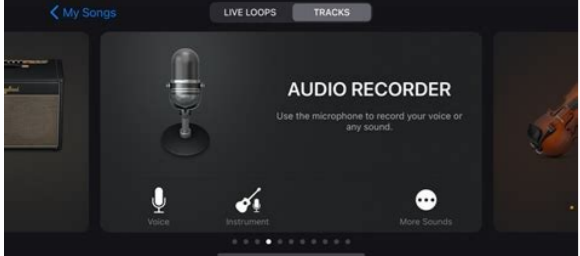 My Songs
LIVE LOOPS
TRACKS
AUDIO RECORDER
Use the microphone to record your voice or
any sound.
Voice
Instrument
More Sounds